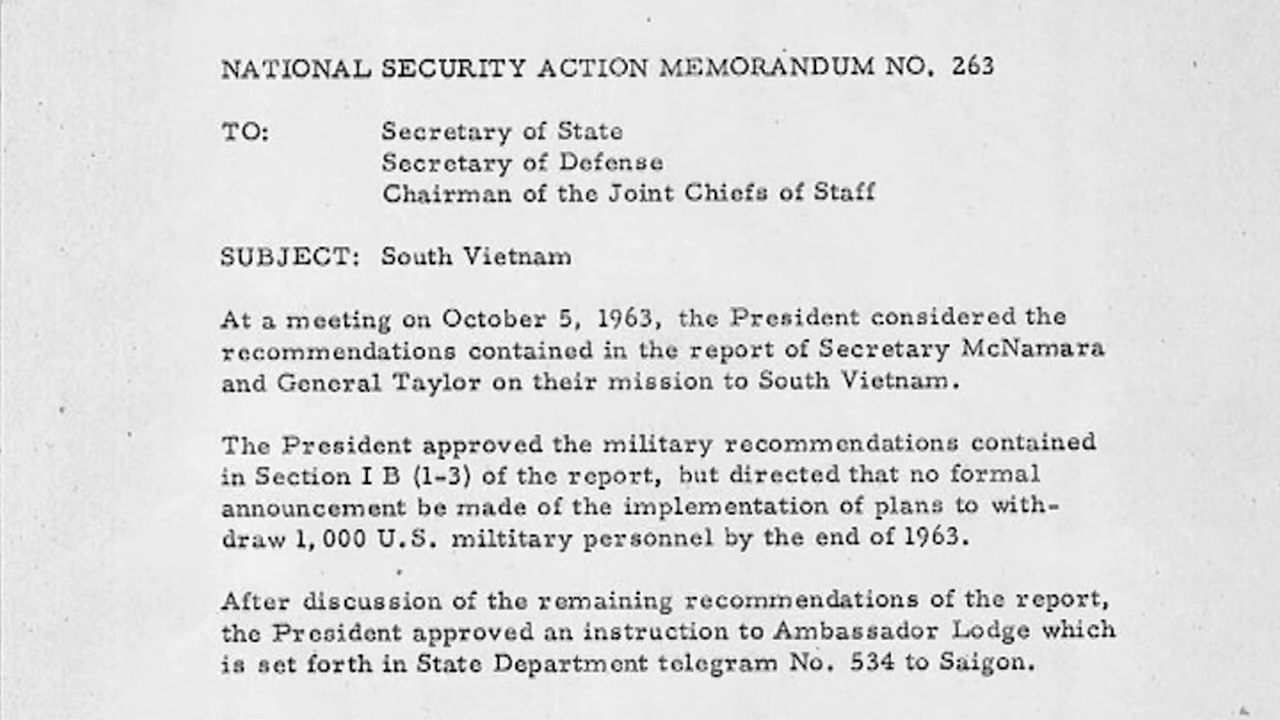 NATIONAL SECURITY ACTION MEMORANDUM NO. 263
TO: Secretary of State
Secretary of Defense
Chairman of the Joint Chiefs of Staff
SUBJECT: South Vietnam
At a meeting on October 5, 1963, the President considered the
recommendations contained in the report of Secretary McNamara
and General Taylor on their mission to South Vietnam.
The President approved the military recommendations contained
in Section I B (1-3) of the report, but directed that no formal
announcement be made of the implementation of plans to with-
draw 1,000 U.S. miltitary personnel by the end of 1963.
After discussion of the remaining recommendations of the report,
the President approved an instruction to Ambassador Lodge which
is set forth in State Department telegram No. 534 to Saigon.